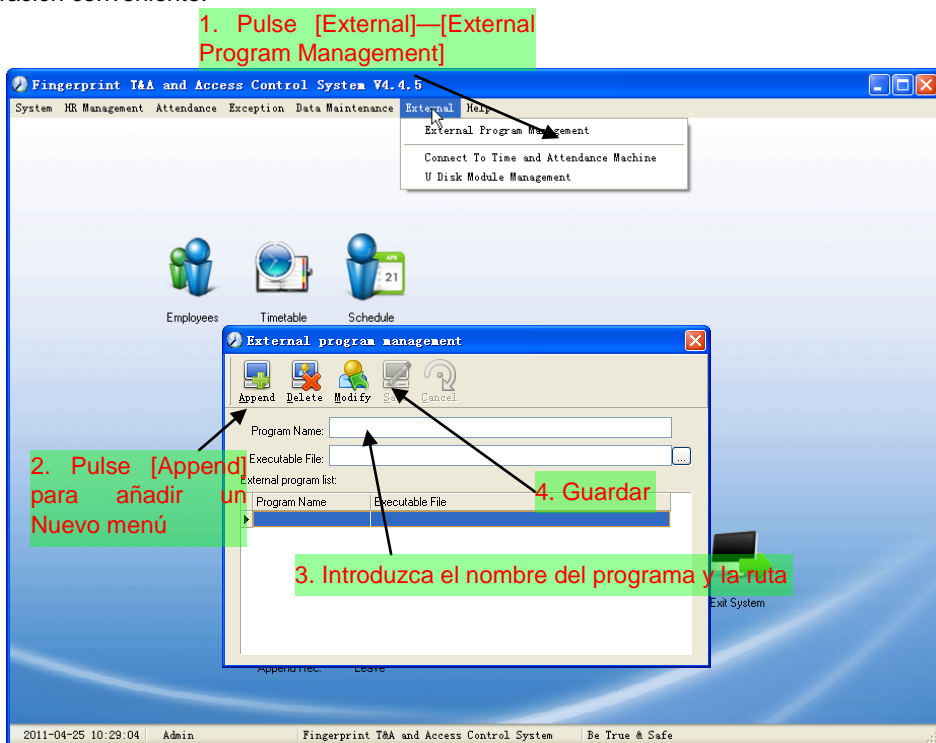 1. Pulse [External]—[External
Program Management]
Fingerprint T&A and Access Control System V4.4.5
System HR Management Attendance Exception Data Maintenance External Help
External Program Management
Connect To Time and Attendance Machine
U Disk Module Management
21
Employees Timetable Schedule
External program management
Append Delete Modify Save Cancel
Program Name:
Executable File:
...
External program list:
Program Name Executable File
2. Pulse [Append]
para añadir un
Nuevo menú
4. Guardar
3. Introduzca el nombre del programa y la ruta
Exit System
Append Rec. Leave
2011-04-25 10:29:04 Admin Fingerprint T&A and Access Control System Be True & Safe